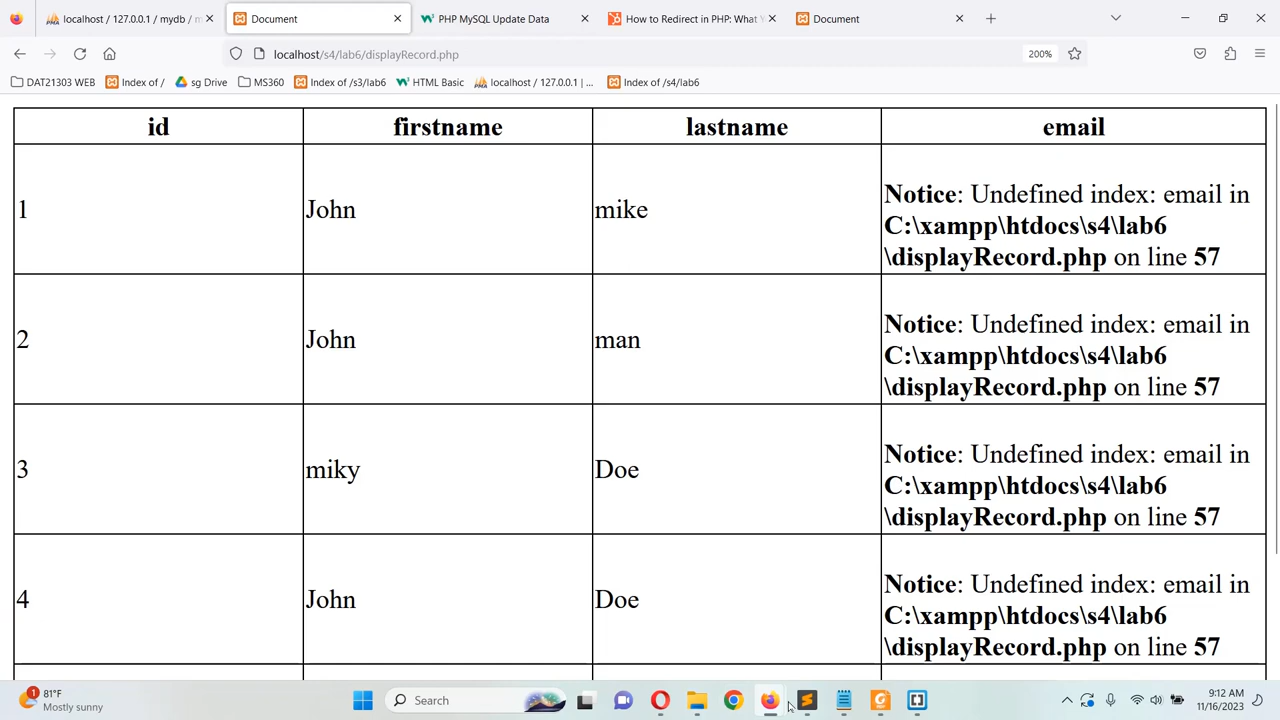 localhost / 127.0.0.1 / mydb / m
Document
PHP MySQL Update Data
How to Redirect in PHP: What Y
Document
localhost/s4/lab6/displayRecord.php
200%
DAT21303 WEB
Index of /
sg Drive
MS360
Index of /s3/lab6
HTML Basic
localhost / 127.0.0.1 | ...
Index of /s4/lab6
id firstname lastname email
1 John mike
Notice: Undefined index: email in
C:\xampp\htdocs\s4\lab6
\displayRecord.php on line 57
2 John man
Notice: Undefined index: email in
C:\xampp\htdocs\s4\lab6
\displayRecord.php on line 57
3 miky Doe
Notice: Undefined index: email in
C:\xampp\htdocs\s4\lab6
\displayRecord.php on line 57
4 John Doe
Notice: Undefined index: email in
C:\xampp\htdocs\s4\lab6
\displayRecord.php on line 57
1
81°F
Mostly sunny
Search
9:12 AM
11/16/2023